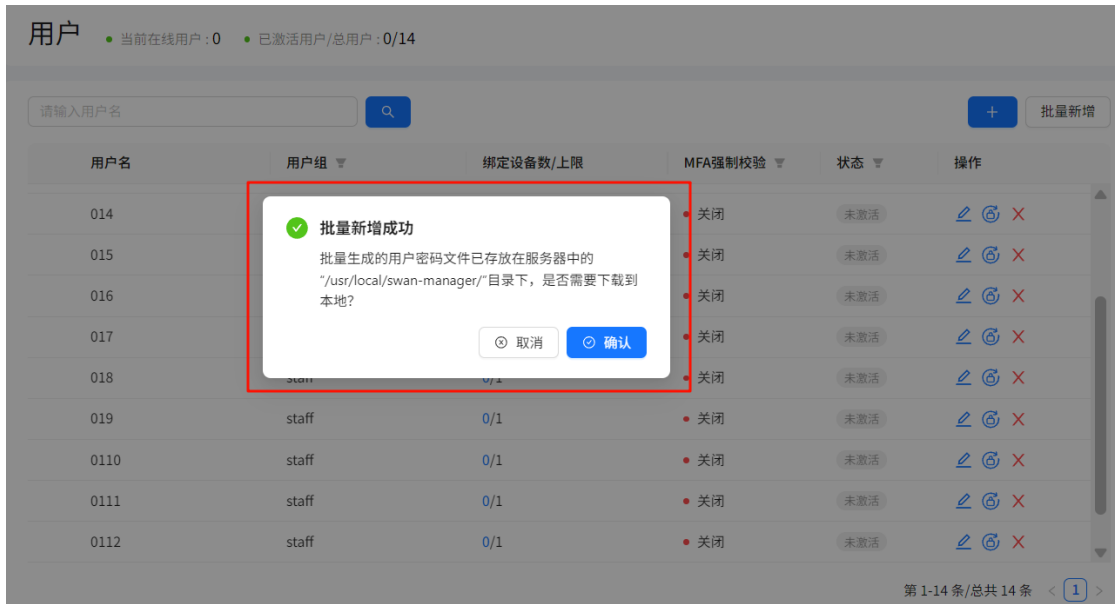 用户 当前在线用户 : 0 已激活用户/总用户 : 0/14
请输入用户名
批量新增
用户名 用户组 绑定设备数/上限 MFA强制校验 状态 操作
014 关闭 未激活
批量新增成功
批量生成的用户密码文件已存放在服务器中的
015 关闭 未激活
“/usr/local/swan-manager/”目录下，是否需要下载到
016 关闭 未激活
本地?
017 关闭 未激活
取消 确认
018 staff 0/1 关闭 未激活
019 staff 0/1 关闭 未激活
0110 staff 0/1 关闭 未激活
0111 staff 0/1 关闭 未激活
0112 staff 0/1 关闭 未激活
第 1-14 条/总共 14 条 < 1 >